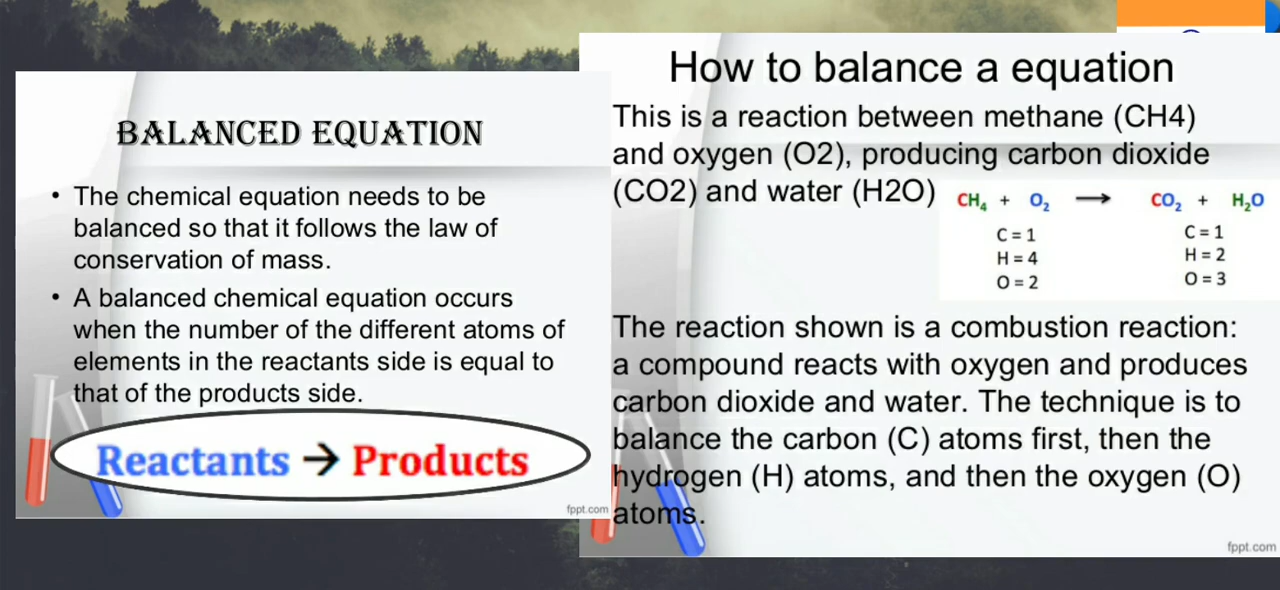 BALANCED EQUATION
• The chemical equation needs to be
balanced so that it follows the law of
conservation of mass.
• A balanced chemical equation occurs
when the number of the different atoms of
elements in the reactants side is equal to
that of the products side.
Reactants → Products
fppt.com
How to balance a equation
This is a reaction between methane (CH4)
and oxygen (O2), producing carbon dioxide
(CO2) and water (H2O)
CH₄ + O₂ → CO₂ + H₂O
C = 1 C = 1
H = 4 H = 2
O = 2 O = 3
The reaction shown is a combustion reaction:
a compound reacts with oxygen and produces
carbon dioxide and water. The technique is to
balance the carbon (C) atoms first, then the
hydrogen (H) atoms, and then the oxygen (O)
atoms.
fppt.com